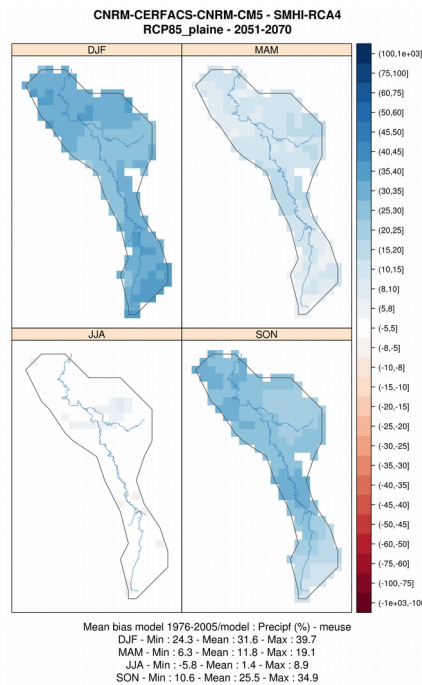 CNRM-CERFACS-CNRM-CM5 - SMHI-RCA4
RCP85_plaine - 2051-2070
DJF
MAM
JJA
SON
(100,1e+03]
(75,100]
(60,75]
(50,60]
(45,50]
(40,45]
(35,40]
(30,35]
(25,30]
(20,25]
(15,20]
(10,15]
(8,10]
(5,8]
(-5,5]
(-8,-5]
(-10,-8]
(-15,-10]
(-20,-15]
(-25,-20]
(-30,-25]
(-35,-30]
(-40,-35]
(-45,-40]
(-50,-45]
(-60,-50]
(-75,-60]
(-100,-75]
(-1e+03,-100
Mean bias model 1976-2005/model : Precipf (%) - meuse
DJF - Min : 24.3 - Mean : 31.6 - Max : 39.7
MAM - Min : 6.3 - Mean : 11.8 - Max : 19.1
JJA - Min : -5.8 - Mean : 1.4 - Max : 8.9
SON - Min : 10.6 - Mean : 25.5 - Max : 34.9